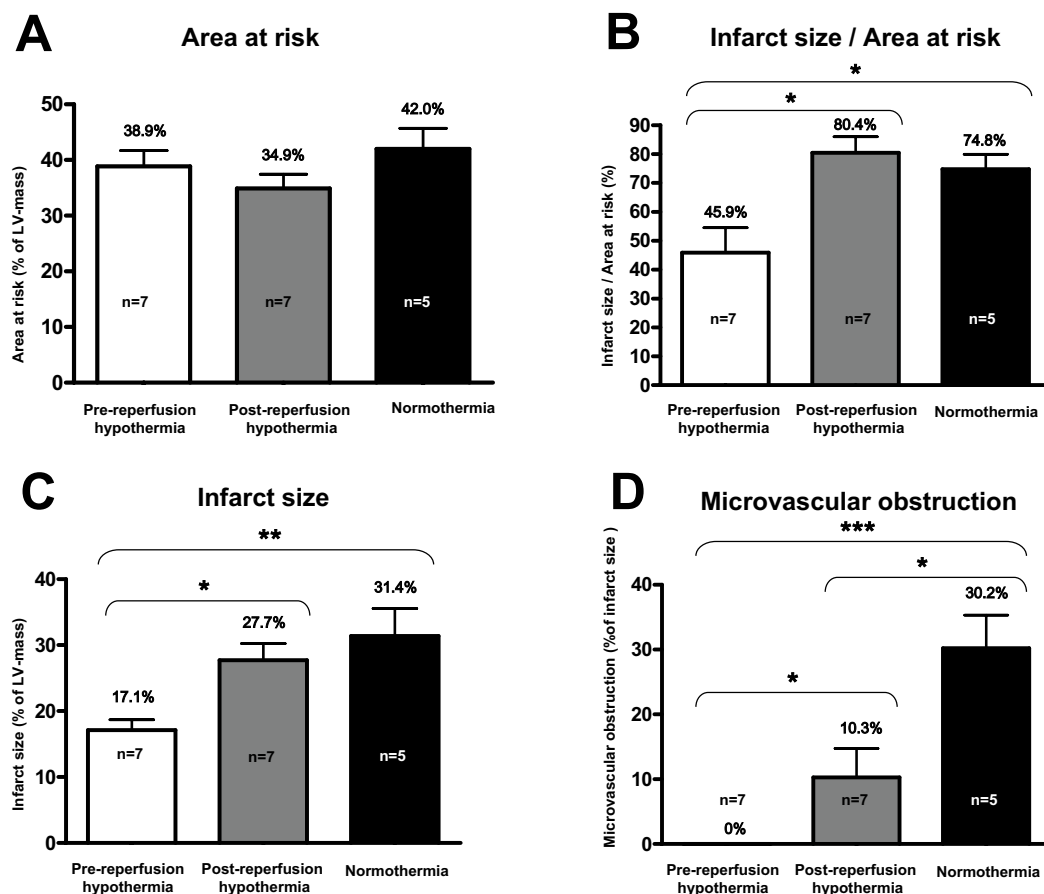 A
Area at risk
Area at risk (% of LV-mass)
50
40
30
20
10
0
38.9%
34.9%
42.0%
n=7
n=7
n=5
Pre-reperfusion
hypothermia
Post-reperfusion
hypothermia
Normothermia
B
Infarct size / Area at risk
*
*
Infarct size / Area at risk (%)
90
80
70
60
50
40
30
20
10
0
45.9%
80.4%
74.8%
n=7
n=7
n=5
Pre-reperfusion
hypothermia
Post-reperfusion
hypothermia
Normothermia
C
Infarct size
**
*
Infarct size (% of LV-mass)
40
30
20
10
0
17.1%
27.7%
31.4%
n=7
n=7
n=5
Pre-reperfusion
hypothermia
Post-reperfusion
hypothermia
Normothermia
D
Microvascular obstruction
***
*
*
Microvascular obstruction (%of infarct size )
40
30
20
10
0
30.2%
10.3%
n=7
0%
n=7
n=5
Pre-reperfusion
hypothermia
Post-reperfusion
hypothermia
Normothermia